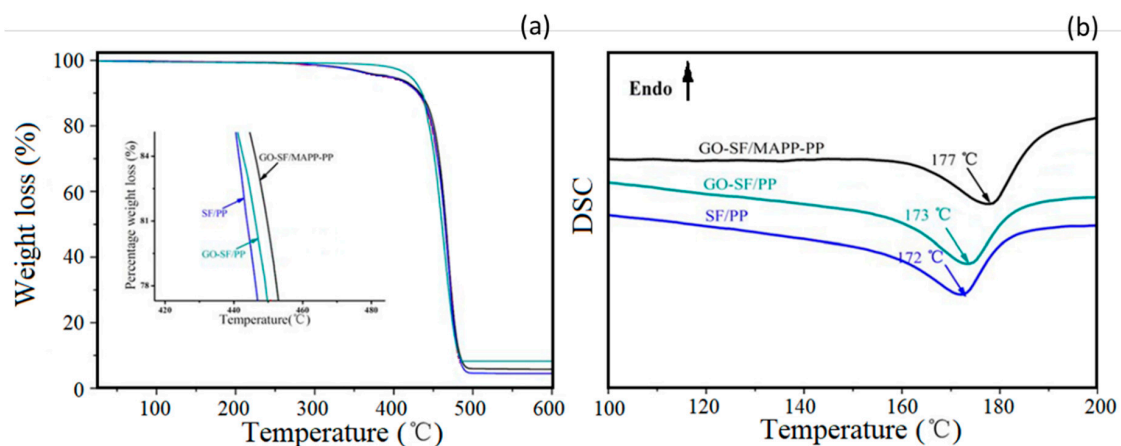 (a)
Weight loss (%)
100
80
60
40
20
0
100
200
300
400
500
600
Temperature (℃)
Percentage weight loss (%)
84
81
78
420
440
460
480
Temperature(℃)
GO-SF/MAPP-PP
SF/PP
GO-SF/PP
(b)
DSC
Endo
GO-SF/MAPP-PP
177 ℃
GO-SF/PP
173 ℃
SF/PP
172 ℃
100
120
140
160
180
200
Temperature (℃)